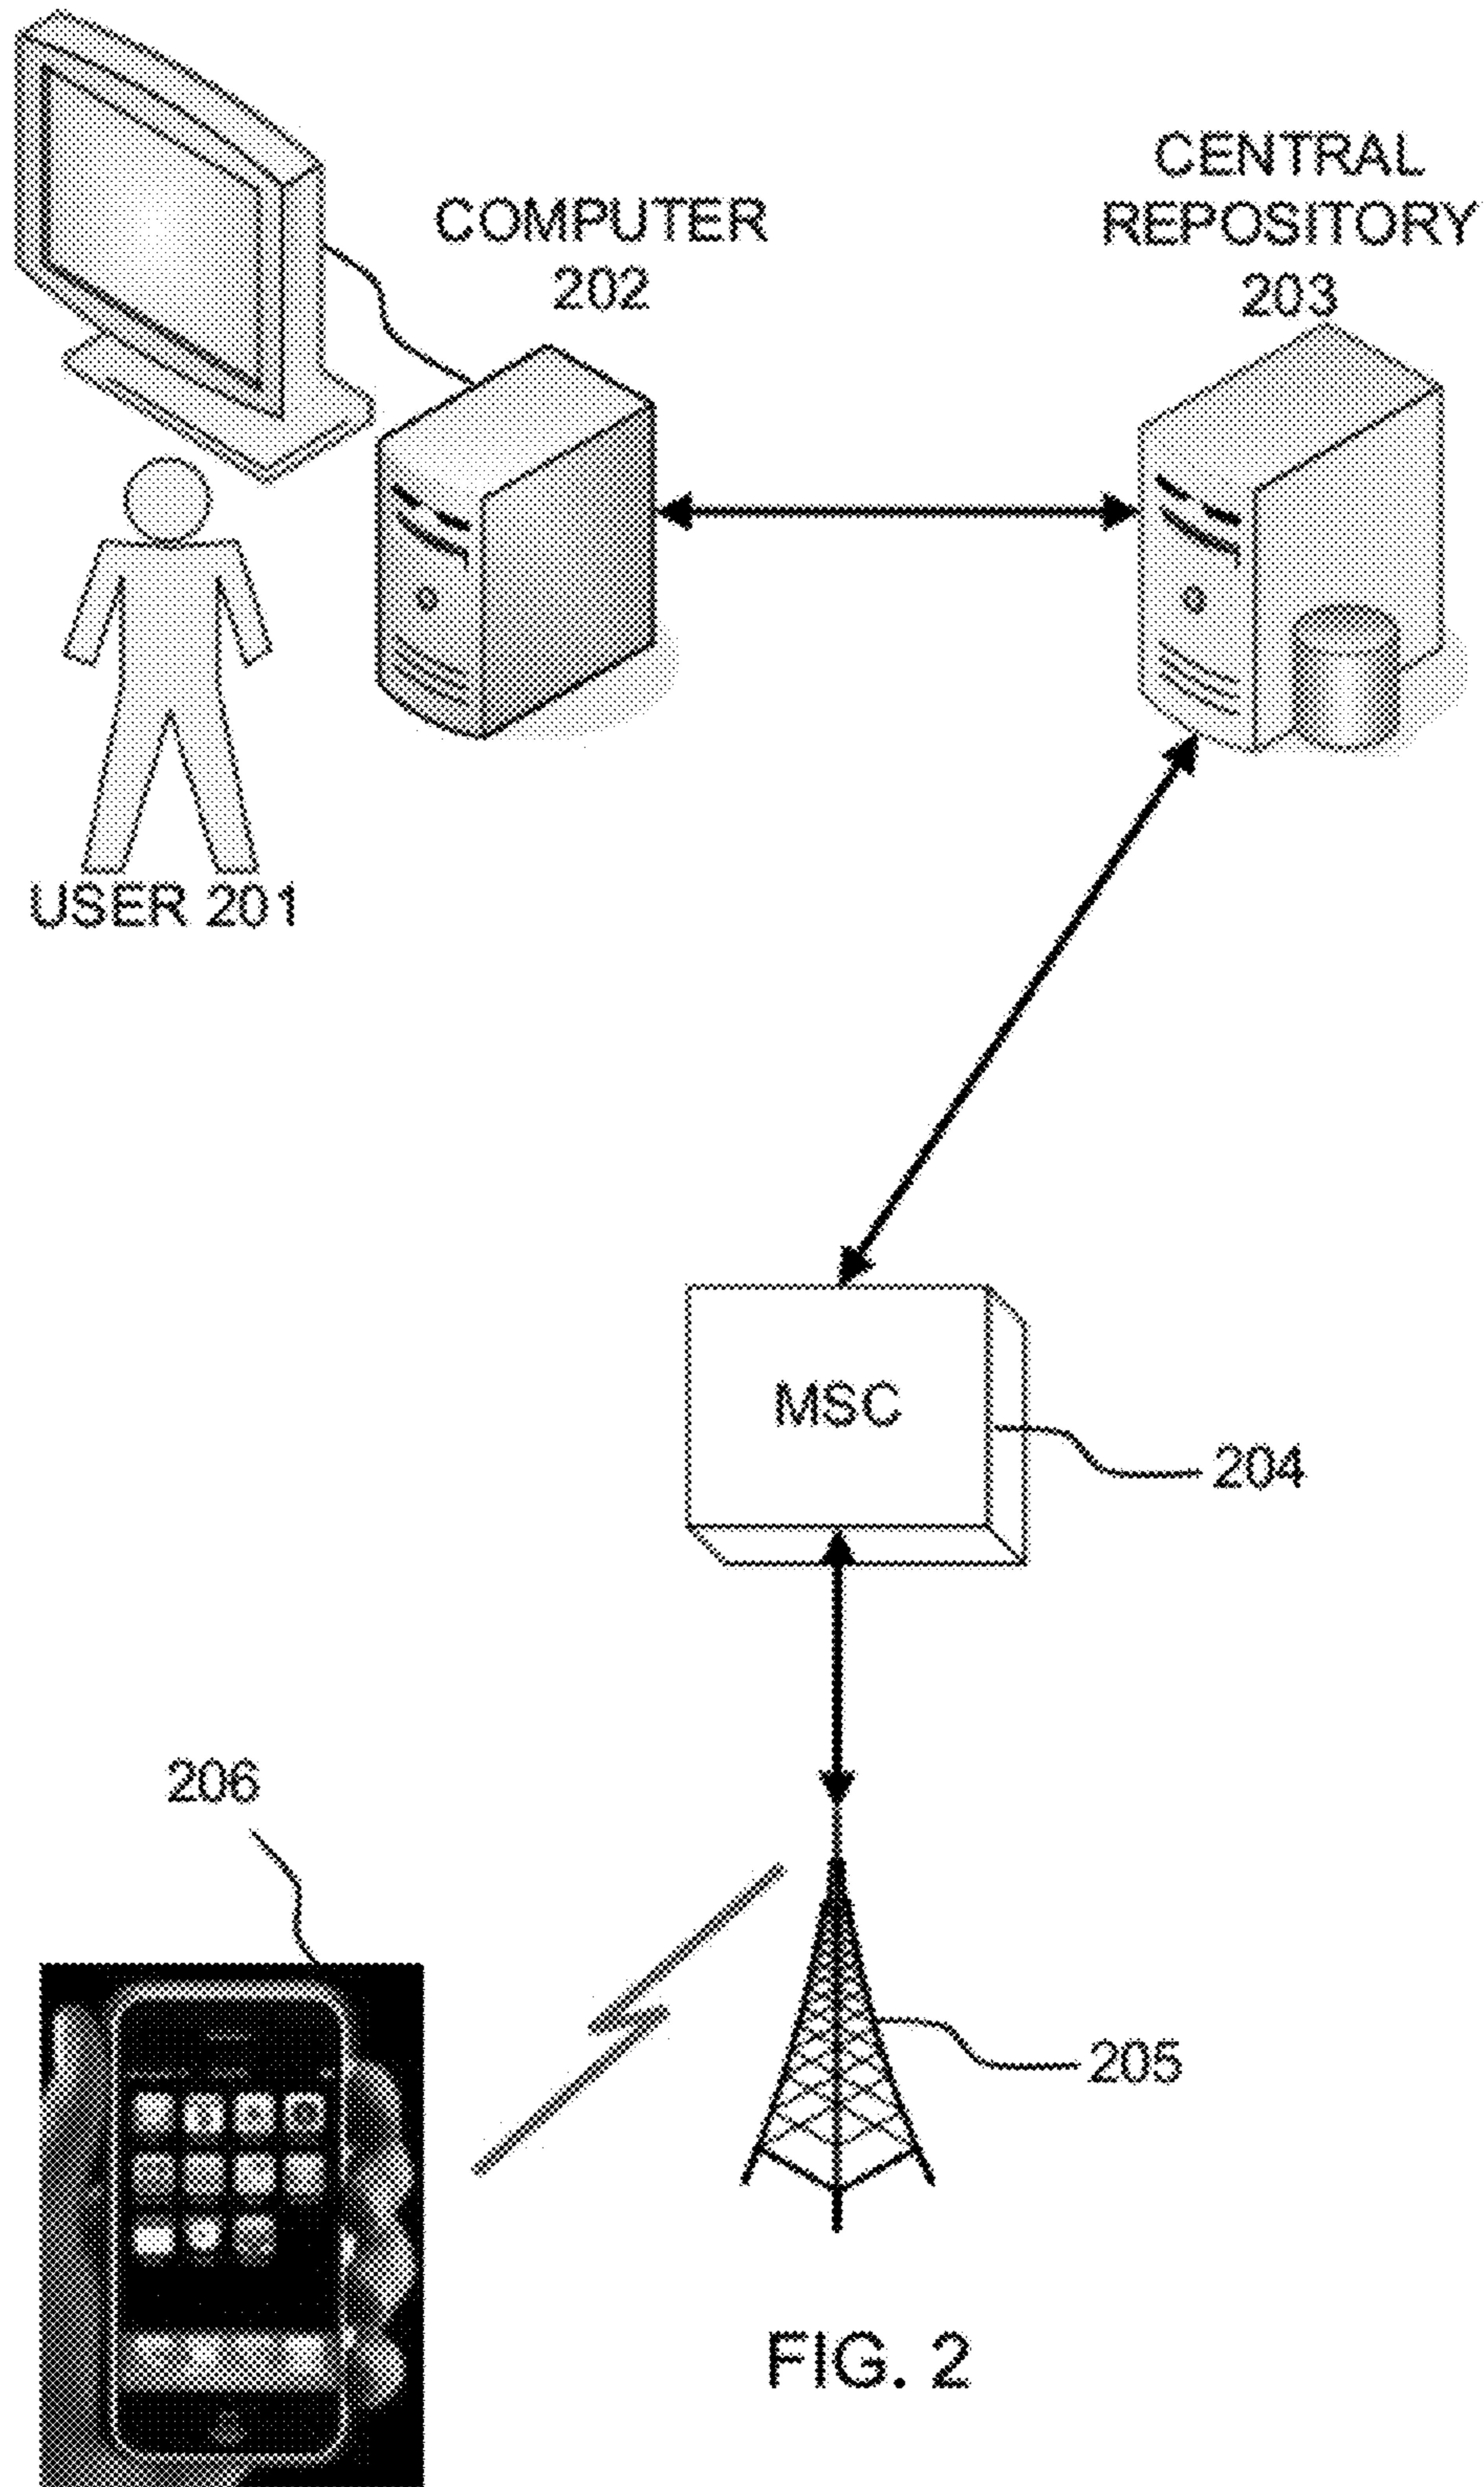 COMPUTER
202
CENTRAL
REPOSITORY
203
USER 201
MSC
204
206
205
FIG. 2